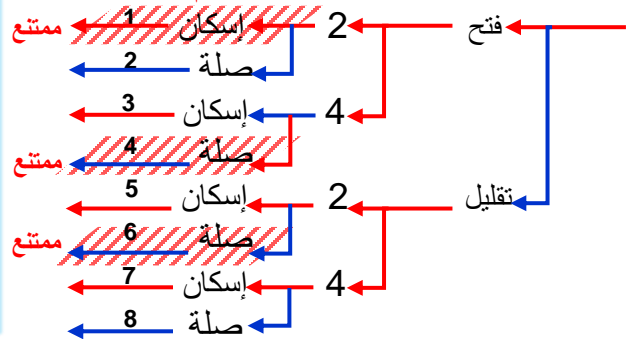 فتح 2 إسكان 1 ممتنع
صلة 2
4 إسكان 3
صلة 4 ممتنع
تقليل 2 إسكان 5
صلة 6 ممتنع
4 إسكان 7
صلة 8